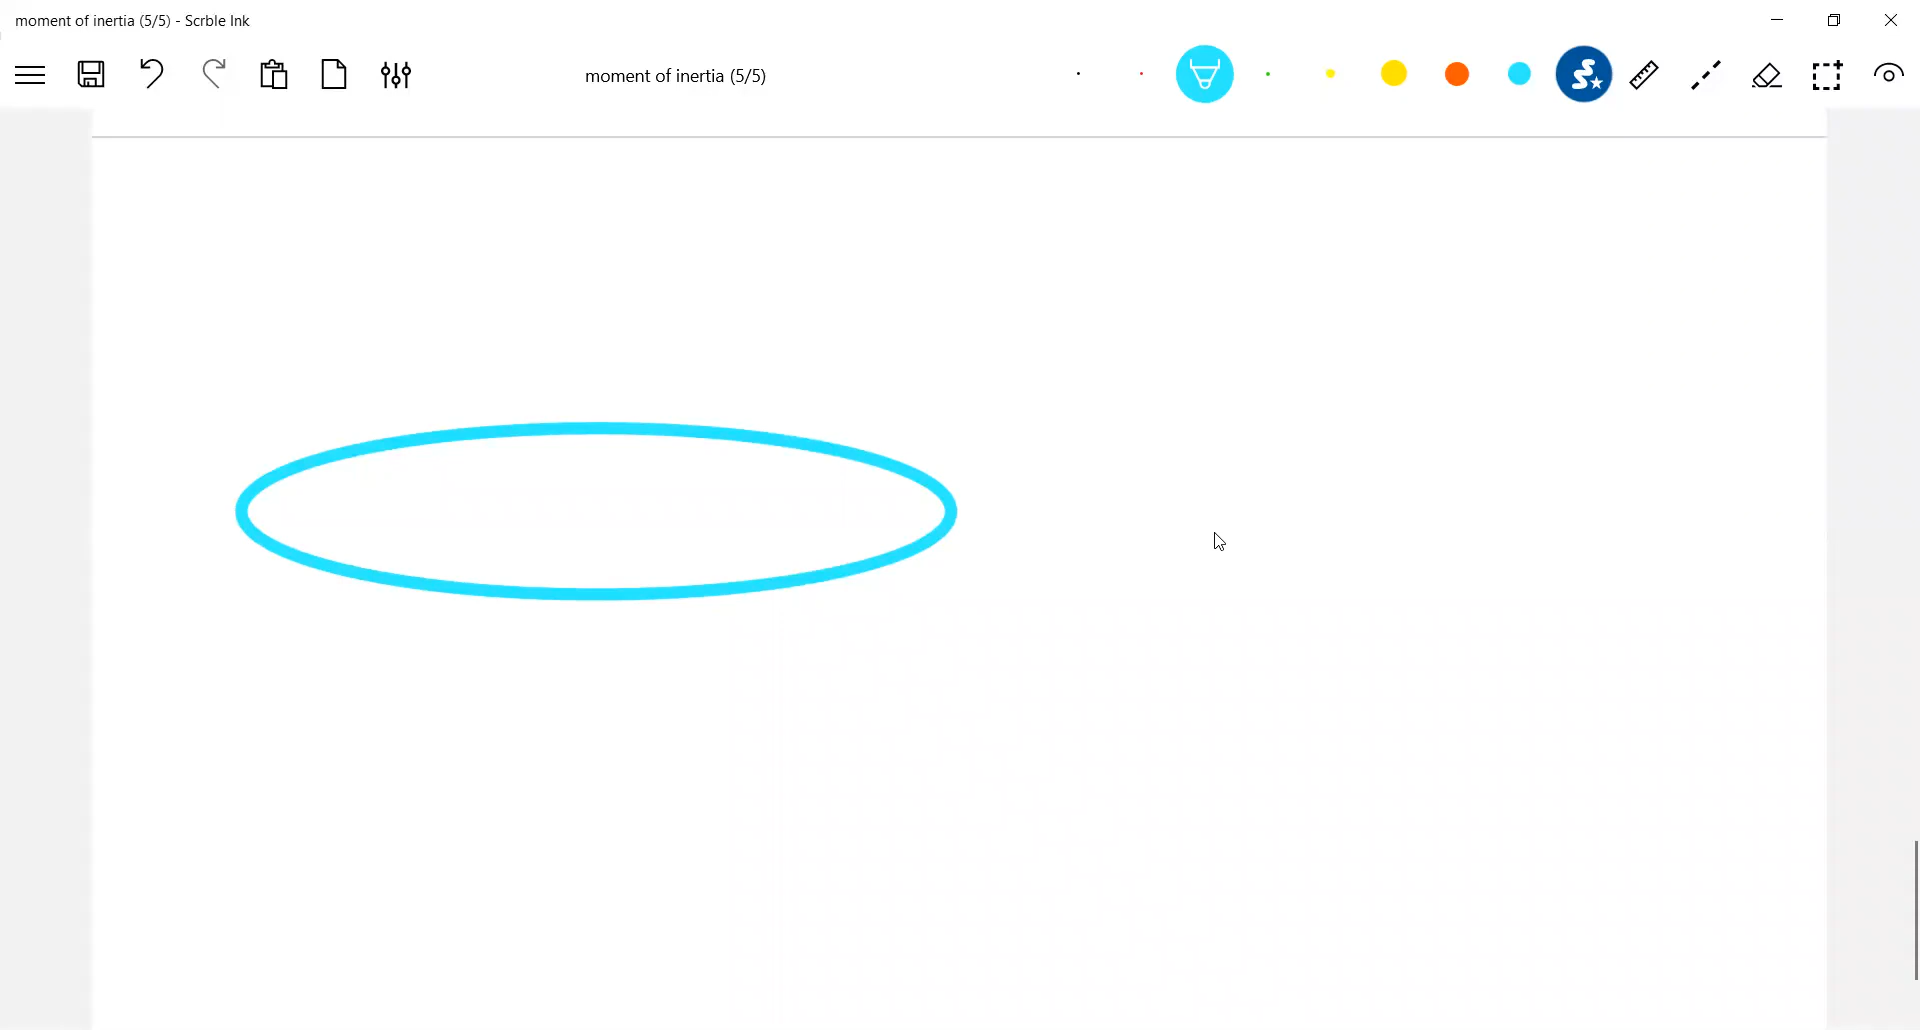 moment of inertia (5/5) - Scrble Ink
moment of inertia (5/5)